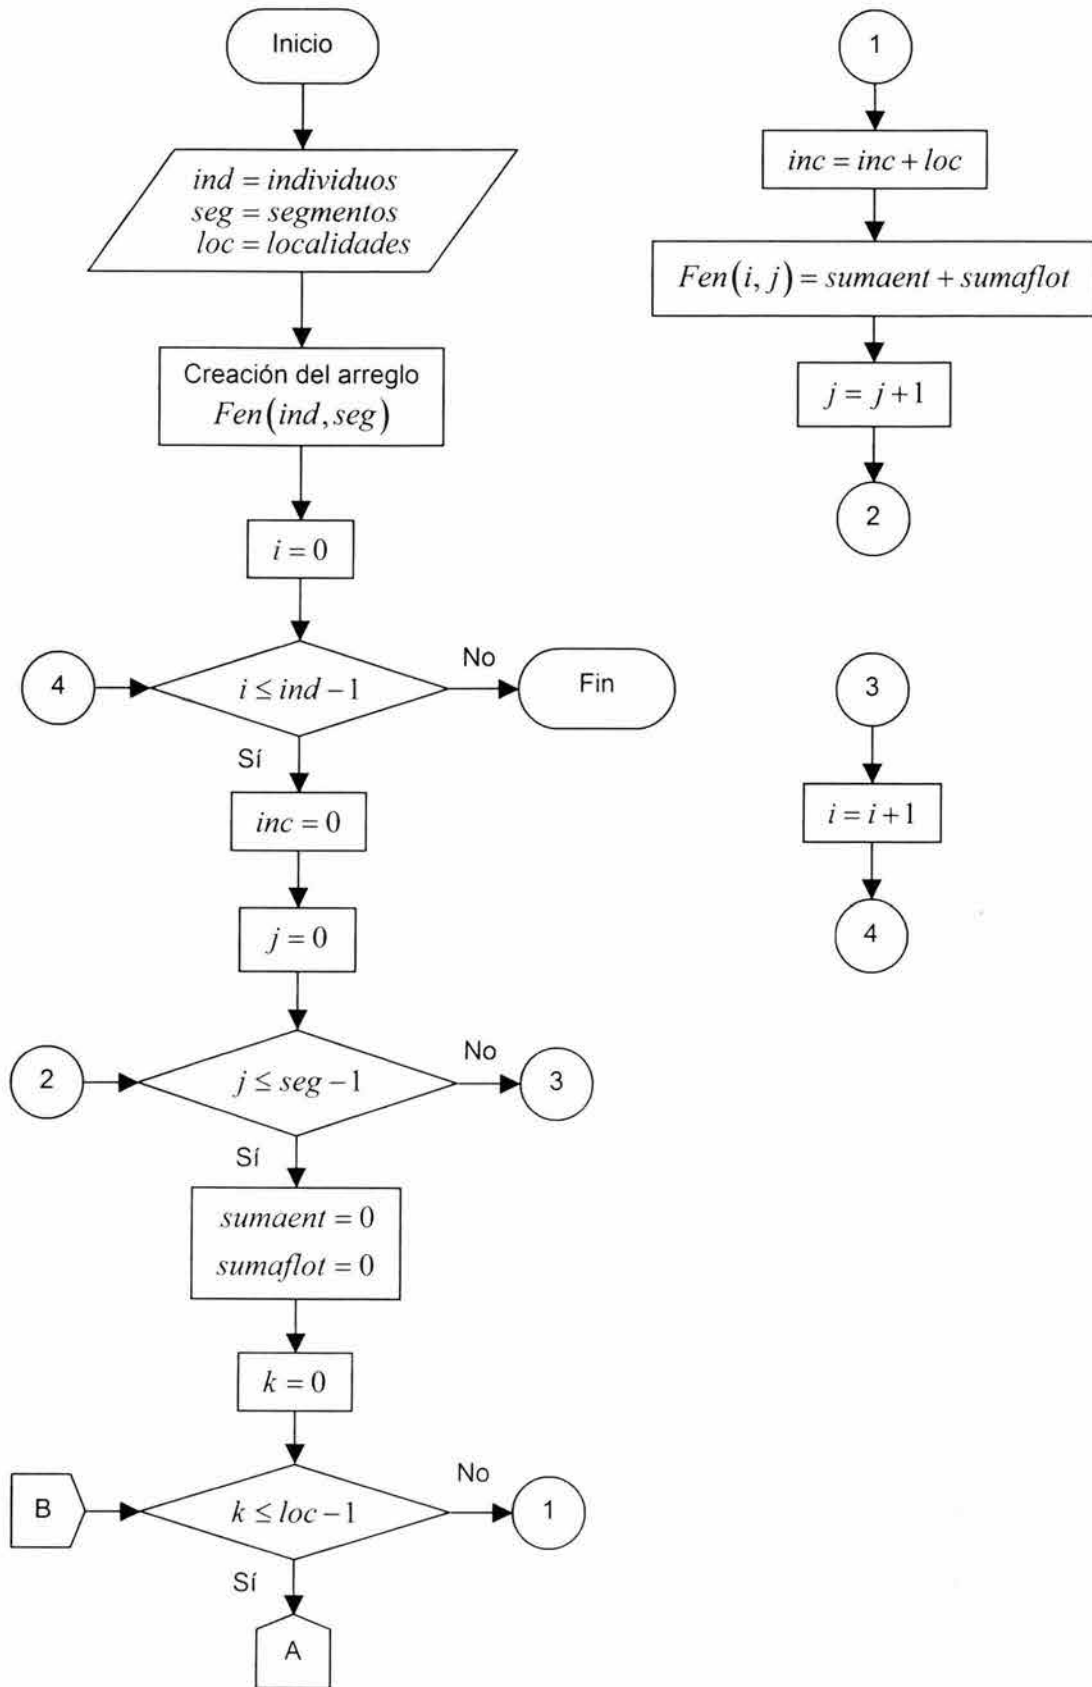 Inicio
ind = individuos
seg = segmentos
loc = localidades
Creación del arreglo
Fen(ind, seg)
i = 0
4
i ≤ ind − 1
No
Fin
Sí
inc = 0
j = 0
2
j ≤ seg − 1
No
3
Sí
sumaent = 0
sumaflot = 0
k = 0
B
k ≤ loc − 1
No
1
Sí
A
1
inc = inc + loc
Fen(i, j) = sumaent + sumaflot
j = j + 1
2
3
i = i + 1
4